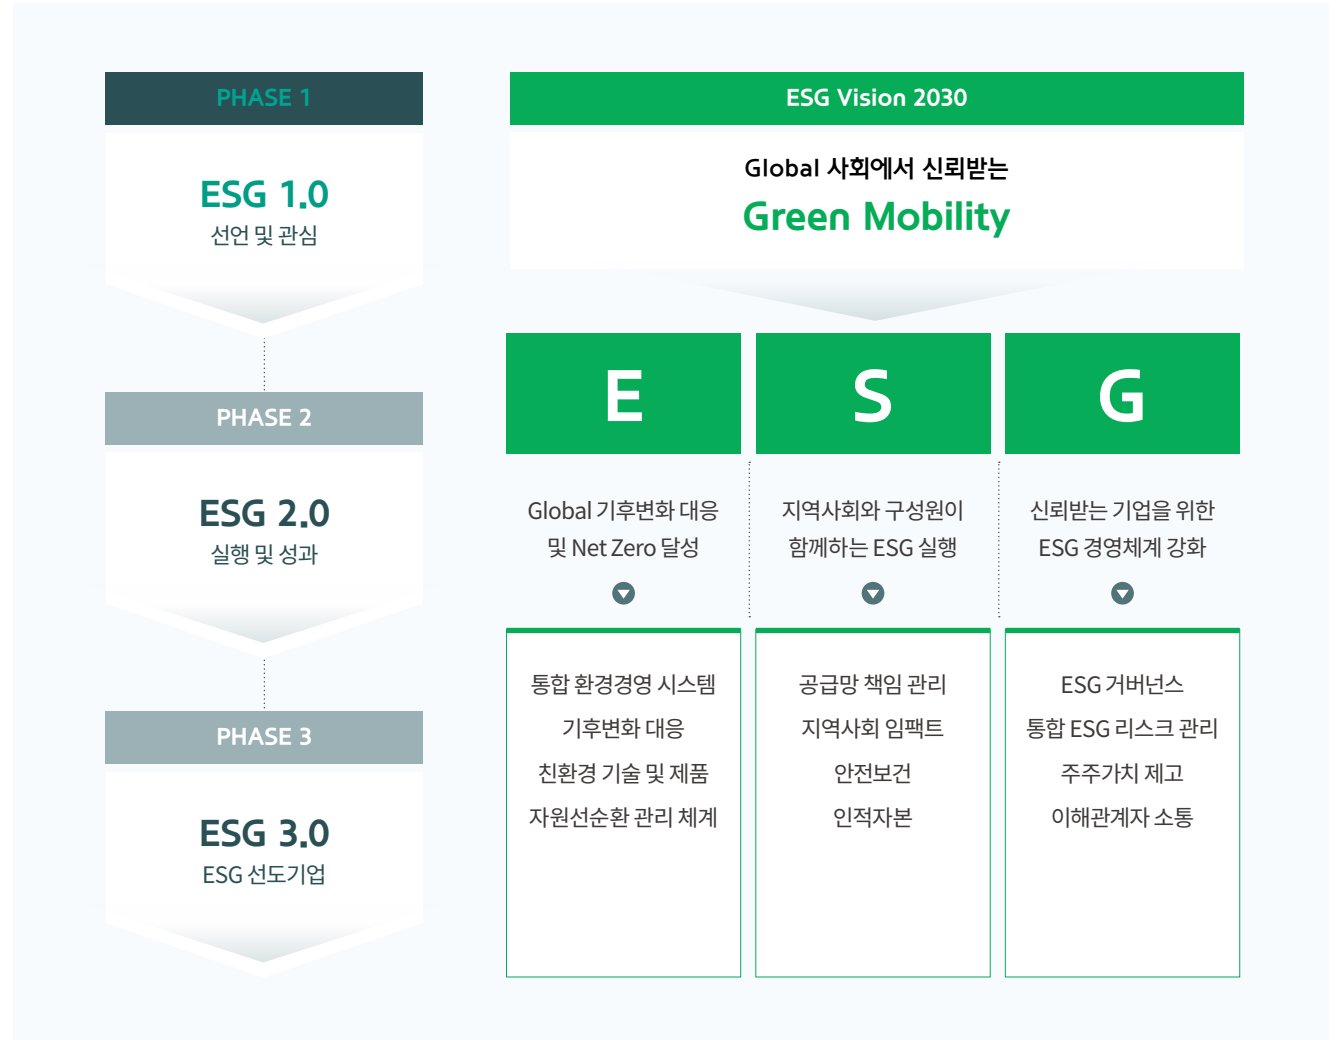 PHASE 1
ESG 1.0
선언 및 관심
PHASE 2
ESG 2.0
실행 및 성과
PHASE 3
ESG 3.0
ESG 선도기업
ESG Vision 2030
Global 사회에서 신뢰받는
Green Mobility
E
Global 기후변화 대응
및 Net Zero 달성
통합 환경경영 시스템
기후변화 대응
친환경 기술 및 제품
자원선순환 관리 체계
S
지역사회와 구성원이
함께하는 ESG 실행
공급망 책임 관리
지역사회 임팩트
안전보건
인적자본
G
신뢰받는 기업을 위한
ESG 경영체계 강화
ESG 거버넌스
통합 ESG 리스크 관리
주주가치 제고
이해관계자 소통